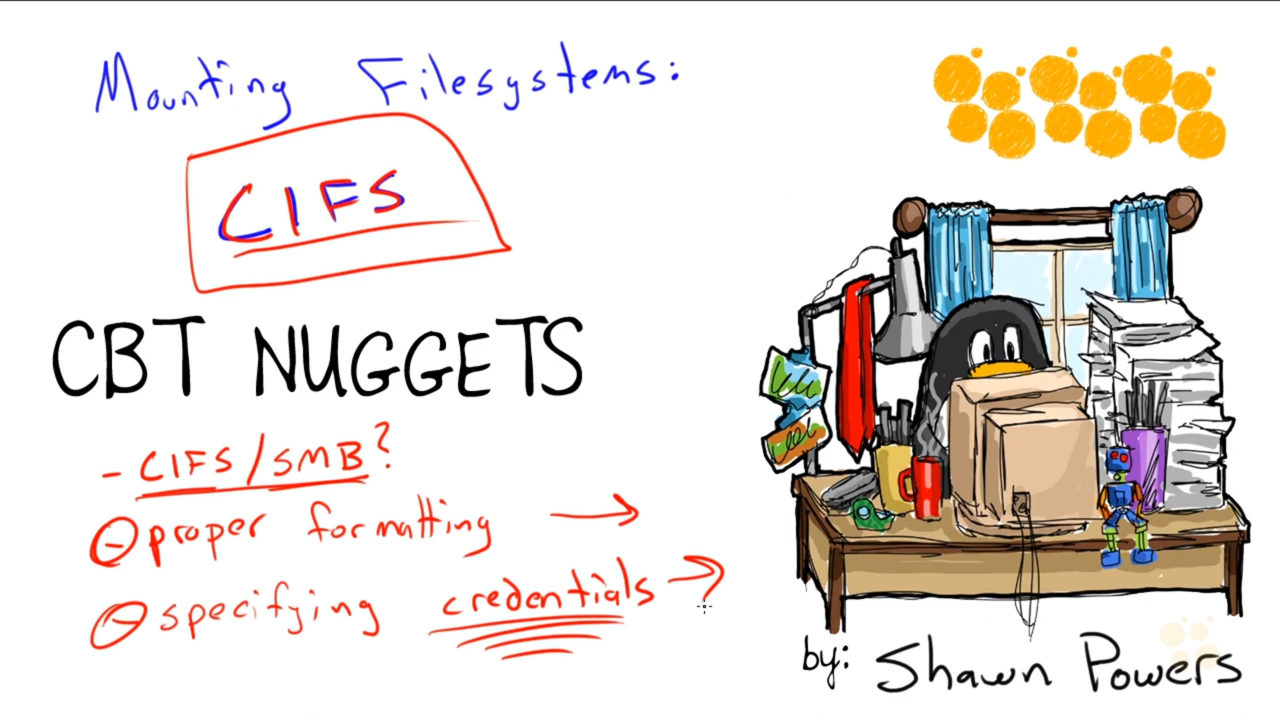 Mounting Filesystems:
CIFS
CBT NUGGETS
- CIFS/SMB?
- proper formatting →
- specifying credentials →
by: Shawn Powers